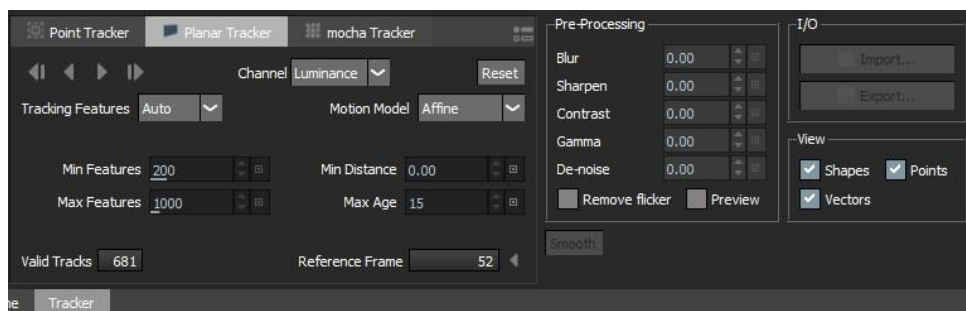 Point Tracker Planar Tracker mocha Tracker
Channel Luminance Reset
Tracking Features Auto Motion Model Affine
Min Features 200 Min Distance 0.00
Max Features 1000 Max Age 15
Valid Tracks 681 Reference Frame 52
Pre-Processing
Blur 0.00
Sharpen 0.00
Contrast 0.00
Gamma 0.00
De-noise 0.00
Remove flicker Preview
Smooth
I/O
Import...
Export...
View
Shapes Points
Vectors
Tracker